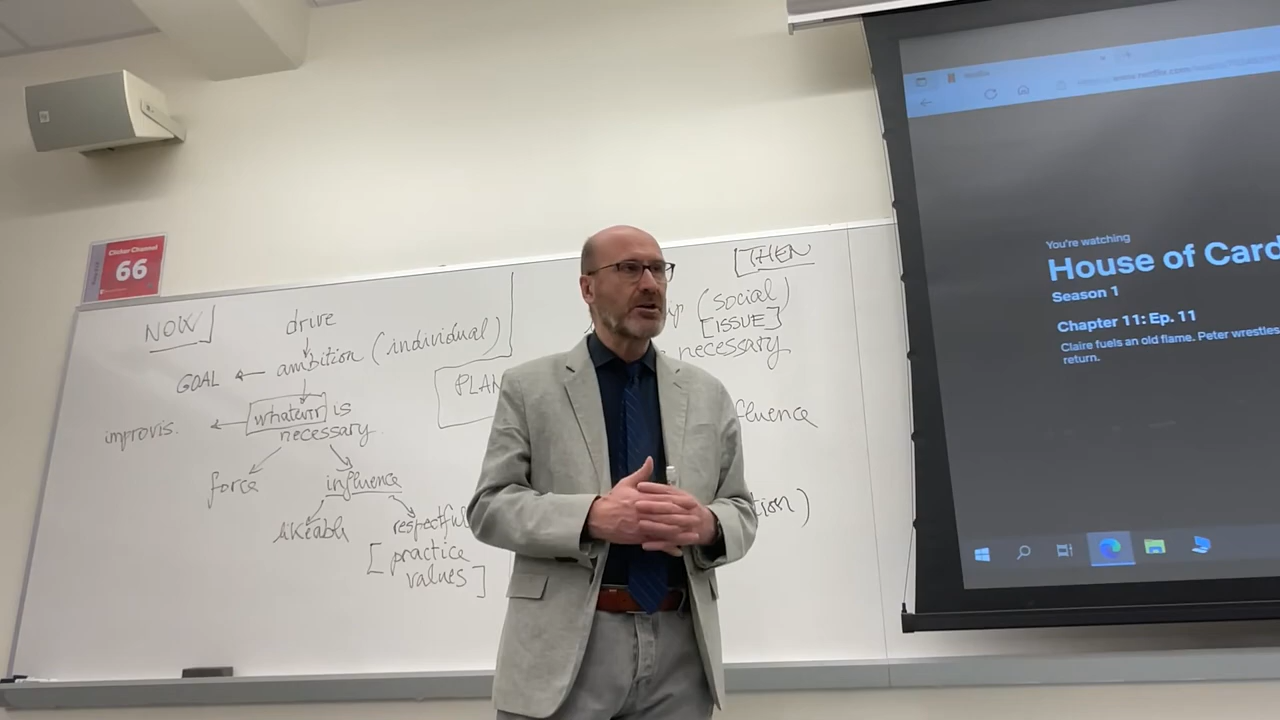 Clicker Channel
66
NOW]
drive
ambition (individual)
GOAL
whatever is
necessary
improvis.
force
influence
likeable
respectful
[practice
values]
PLAN
[THEN
(social)
[ISSUE]
necessary
fluence
tion)
You're watching
House of Card
Season 1
Chapter 11: Ep. 11
Claire fuels an old flame. Peter wrestles
return.